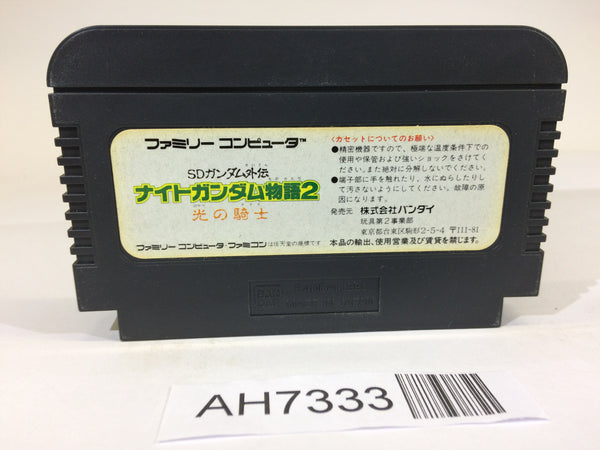 ファミリー コンピュータ™
SDガンダム外伝
ナイトガンダム物語2
光の騎士
ファミリー コンピュータ・ファミコンは任天堂の商標です
〈カセットについてのお願い〉
●精密機器ですので、極端な温度条件下での
使用や保管および強いショックをさけてく
ださい。また絶対に分解しないでください。
●端子部に手を触れたり、水にぬらしたりし
て汚さないようにしてください。故障の原
因になります。
発売元 株式会社バンダイ
玩具第2事業部
東京都台東区駒形2-5-4 〒111-81
本品の輸出、使用営業及び賃貸を禁じます。
AH7333